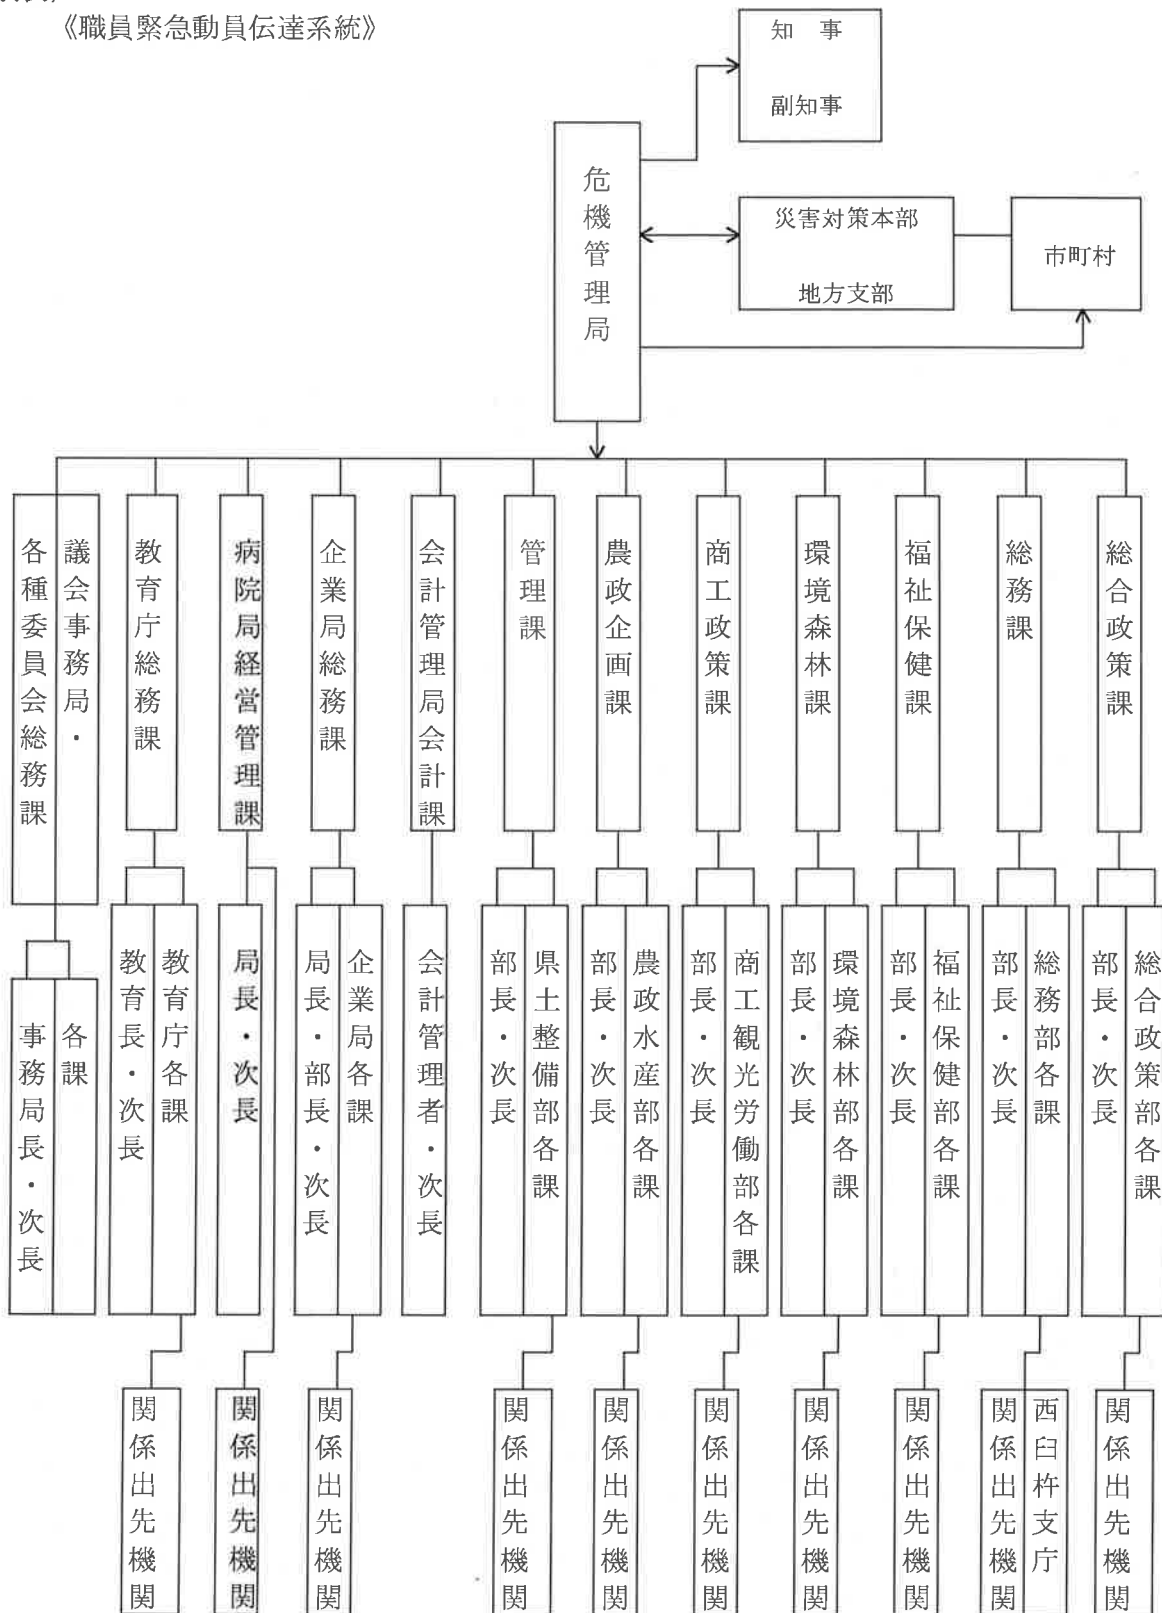 《職員緊急動員伝達系統》
知　事
副知事
危機管理局
災害対策本部
地方支部
市町村
総合政策課
総務課
福祉保健課
環境森林課
商工政策課
農政企画課
管理課
会計管理局会計課
企業局総務課
病院局経営管理課
教育庁総務課
議会事務局・
各種委員会総務課
総合政策部各課
部長・次長
総務部各課
部長・次長
福祉保健部各課
部長・次長
環境森林部各課
部長・次長
商工観光労働部各課
部長・次長
農政水産部各課
部長・次長
県土整備部各課
部長・次長
会計管理者・次長
企業局各課
局長・部長・次長
局長・次長
教育庁各課
教育長・次長
各課
事務局長・次長
関係出先機関
西臼杵支庁
関係出先機関
関係出先機関
関係出先機関
関係出先機関
関係出先機関
関係出先機関
関係出先機関
関係出先機関
関係出先機関